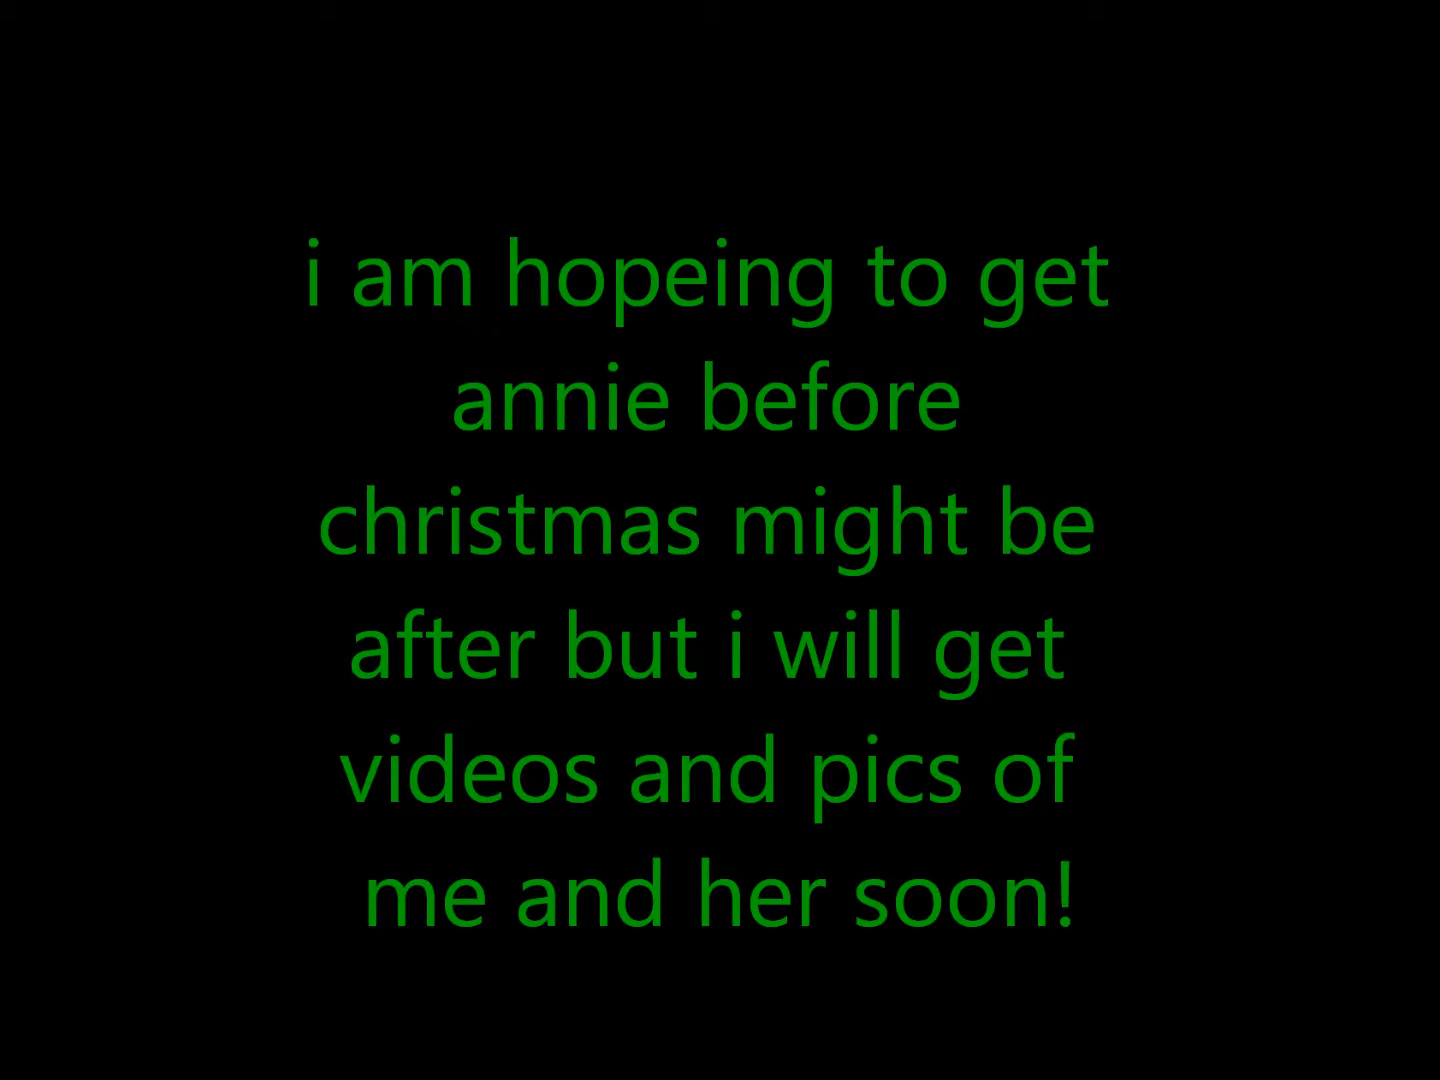 i am hopeing to get
annie before
christmas might be
after but i will get
videos and pics of
me and her soon!